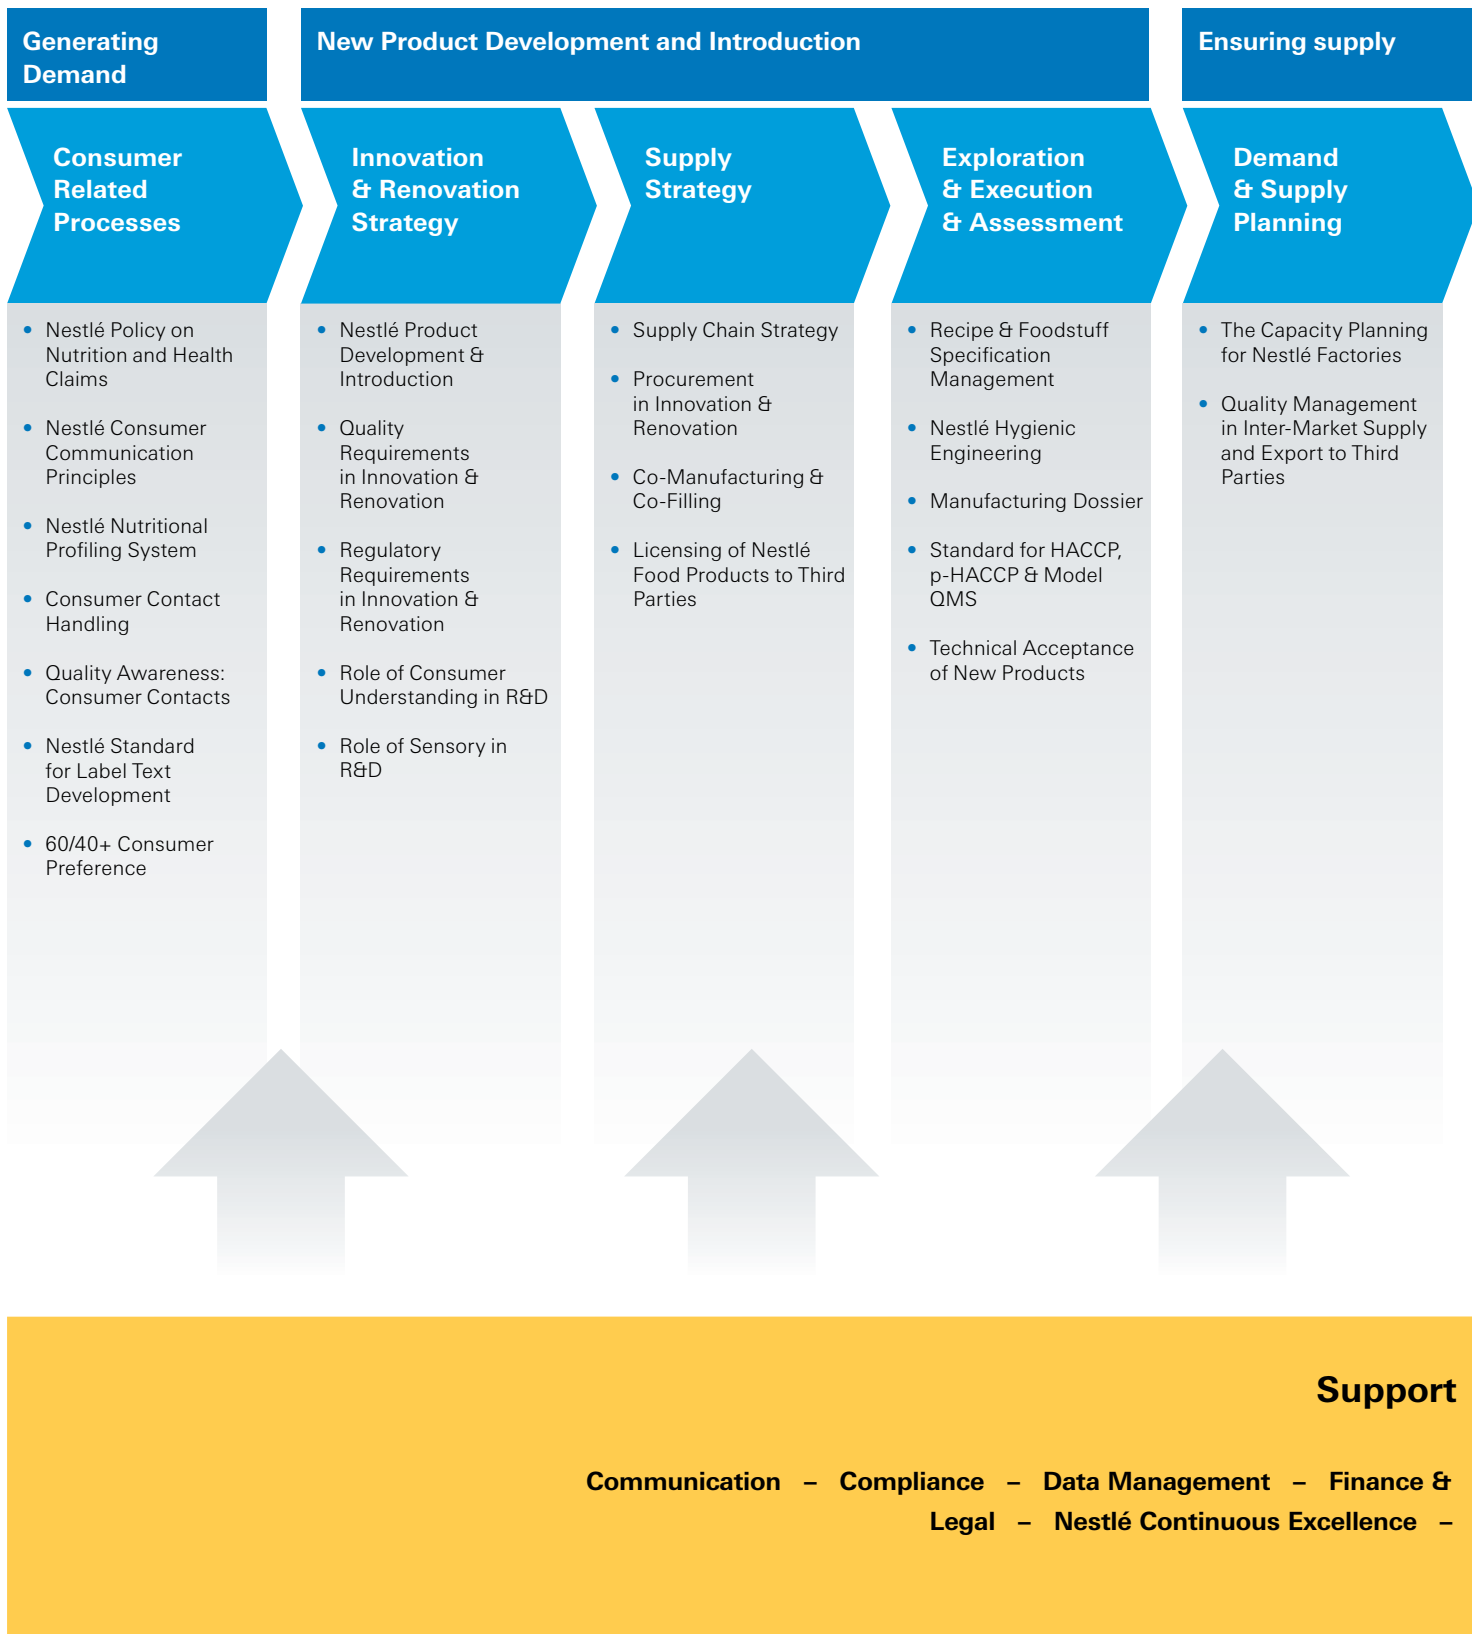 Generating
Demand
New Product Development and Introduction
Ensuring supply
Consumer
Related
Processes
Innovation
& Renovation
Strategy
Supply
Strategy
Exploration
& Execution
& Assessment
Demand
& Supply
Planning
• Nestlé Policy on
Nutrition and Health
Claims
• Nestlé Consumer
Communication
Principles
• Nestlé Nutritional
Profiling System
• Consumer Contact
Handling
• Quality Awareness:
Consumer Contacts
• Nestlé Standard
for Label Text
Development
• 60/40+ Consumer
Preference
• Nestlé Product
Development &
Introduction
• Quality
Requirements
in Innovation &
Renovation
• Regulatory
Requirements
in Innovation &
Renovation
• Role of Consumer
Understanding in R&D
• Role of Sensory in
R&D
• Supply Chain Strategy
• Procurement
in Innovation &
Renovation
• Co-Manufacturing &
Co-Filling
• Licensing of Nestlé
Food Products to Third
Parties
• Recipe & Foodstuff
Specification
Management
• Nestlé Hygienic
Engineering
• Manufacturing Dossier
• Standard for HACCP,
p-HACCP & Model
QMS
• Technical Acceptance
of New Products
• The Capacity Planning
for Nestlé Factories
• Quality Management
in Inter-Market Supply
and Export to Third
Parties
Support
Communication – Compliance – Data Management – Finance &
Legal – Nestlé Continuous Excellence –